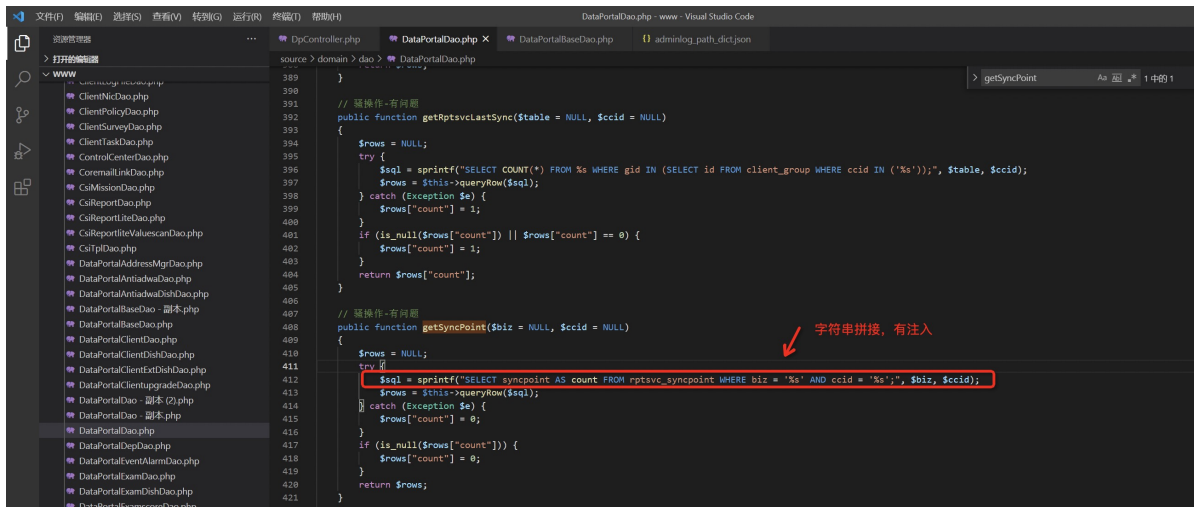 文件(F) 编辑(E) 选择(S) 查看(V) 转到(G) 运行(R) 终端(T) 帮助(H) DataPortalDao.php - www - Visual Studio Code
资源管理器 ...
DpController.php DataPortalDao.php × DataPortalBaseDao.php {} adminlog_path_dict.json
> 打开的编辑器
source > domain > dao > DataPortalDao.php
WWW
ClientNicDao.php
ClientPolicyDao.php
ClientSurveyDao.php
ClientTaskDao.php
ControlCenterDao.php
CoremailLinkDao.php
CsiMissionDao.php
CsiReportDao.php
CsiReportLiteDao.php
CsiReportliteValuescanDao.php
CsiTplDao.php
DataPortalAddressMgrDao.php
DataPortalAntiadwaDao.php
DataPortalAntiadwaDishDao.php
DataPortalBaseDao - 副本.php
DataPortalBaseDao.php
DataPortalClientDao.php
DataPortalClientDishDao.php
DataPortalClientExtDishDao.php
DataPortalClientupgradeDao.php
DataPortalDao - 副本 (2).php
DataPortalDao - 副本.php
DataPortalDao.php
DataPortalDepDao.php
DataPortalEventAlarmDao.php
DataPortalExamDao.php
DataPortalExamDishDao.php
DataPortalExamscoreDao.php
> getSyncPoint Aa 1 中的 1
389 }
390
391 // 骚操作-有问题
392 public function getRptsvcLastSync($table = NULL, $ccid = NULL)
393 {
394 $rows = NULL;
395 try {
396 $sql = sprintf("SELECT COUNT(*) FROM %s WHERE gid IN (SELECT id FROM client_group WHERE ccid IN ('%s'));", $table, $ccid);
397 $rows = $this->queryRow($sql);
398 } catch (Exception $e) {
399 $rows["count"] = 1;
400 }
401 if (is_null($rows["count"]) || $rows["count"] == 0) {
402 $rows["count"] = 1;
403 }
404 return $rows["count"];
405 }
406
407 // 骚操作-有问题
408 public function getSyncPoint($biz = NULL, $ccid = NULL)
409 {
410 $rows = NULL;
411 try {
412 $sql = sprintf("SELECT syncpoint AS count FROM rptsvc_syncpoint WHERE biz = '%s' AND ccid = '%s';", $biz, $ccid);
413 $rows = $this->queryRow($sql);
414 } catch (Exception $e) {
415 $rows["count"] = 0;
416 }
417 if (is_null($rows["count"])) {
418 $rows["count"] = 0;
419 }
420 return $rows;
421 }
字符串拼接，有注入